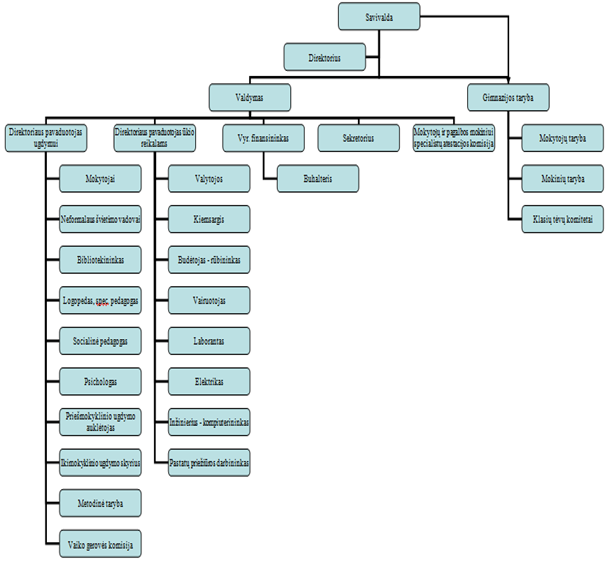 Savivalda
Direktorius
Valdymas
Gimnazijos taryba
Direktoriaus pavaduotojas
ugdymui
Direktoriaus pavaduotojas ūkio
reikalams
Vyr. finansininkas
Sekretorius
Mokytojų ir pagalbos mokiniui
specialistų atestacijos komisija
Mokytojų taryba
Mokinių taryba
Klasių tėvų komitetai
Mokytojai
Neformalaus švietimo vadovai
Bibliotekininkas
Logopedas, spec. pedagogas
Socialinė pedagogas
Psichologas
Priešmokyklinio ugdymo
auklėtojas
Ikimokyklinio ugdymo skyrius
Metodinė taryba
Vaiko gerovės komisija
Valytojos
Kiemsargis
Budėtojas - rūbininkas
Vairuotojas
Laborantas
Elektrikas
Inžinierius - kompiuterininkas
Pastatų priežiūros darbininkas
Buhalteris